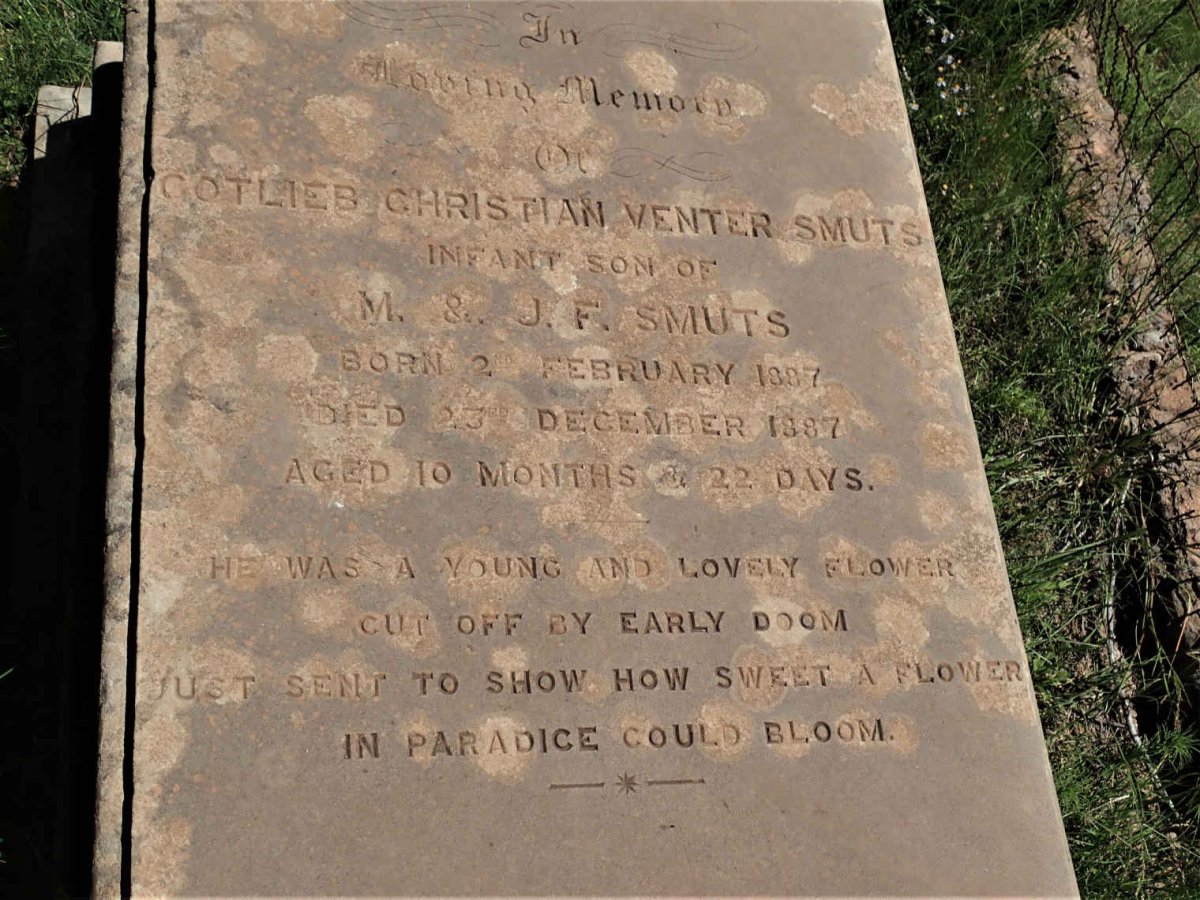 In
Loving Memory
Of
GOTLIEB CHRISTIAN VENTER SMUTS
INFANT SON OF
M. &. J. F. SMUTS
BORN 2ND FEBRUARY 1887
DIED 23RD DECEMBER 1887
AGED 10 MONTHS & 22 DAYS.
HE WAS A YOUNG AND LOVELY FLOWER
CUT OFF BY EARLY DOOM
JUST SENT TO SHOW HOW SWEET A FLOWER
IN PARADICE COULD BLOOM.